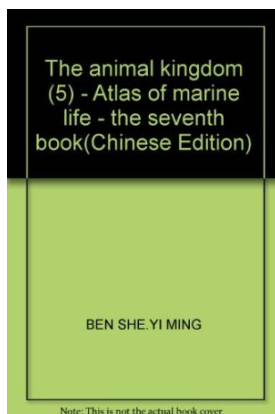 The animal kingdom
(5) - Atlas of marine
life - the seventh
book(Chinese Edition)
BEN SHE.YI MING
Note: This is not the actual book cover